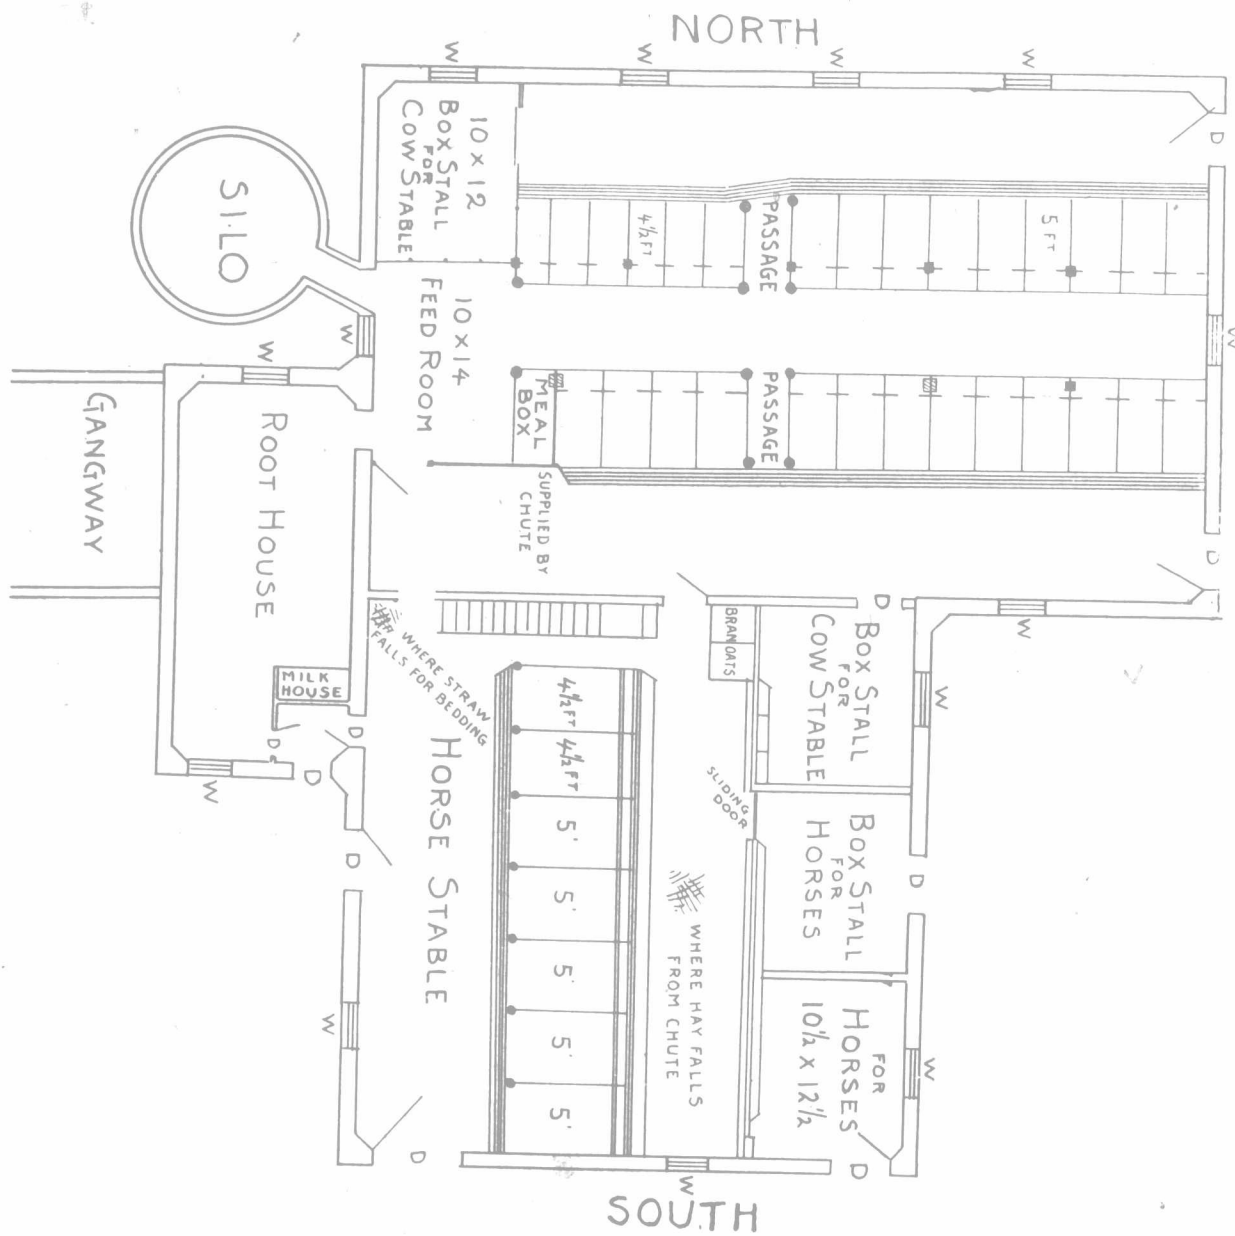 NORTH
W
W
W
W
10 x 12
BOX STALL
FOR
COW STABLE
D
PASSAGE
4½ FT
5 FT
SILO
10 x 14
FEED ROOM
W
W
W
MEAL
BOX
PASSAGE
GANGWAY
ROOT HOUSE
SUPPLIED BY
CHUTE
D
D
W
BRAN
OATS
BOX STALL
FOR
COW STABLE
W
WHERE STRAW
FALLS FOR BEDDING
MILK
HOUSE
D
D
D
W
4½ FT
4½ FT
5'
5'
5'
5'
5'
HORSE STABLE
SLIDING
DOOR
BOX STALL
FOR
HORSES
D
D
WHERE HAY FALLS
FROM CHUTE
FOR
HORSES
10½ x 12½
W
W
D
D
W
SOUTH